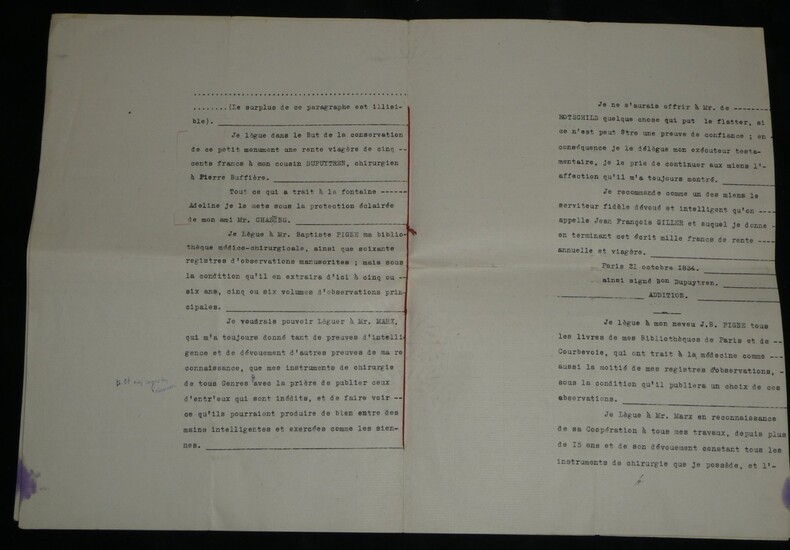 ........(Le surplus de ce paragraphe est illisi-
ble).
Je lègue dans le But de la conservation
de ce petit monument une rente viagère de cinq --
cents francs à mon cousin DUPUYTREN, chirurgien
à Pierre Buffière.
Tout ce qui a trait à la fontaine ------
Adeline je le mets sous la protection éclairée
de mon ami Mr. CHASING.
Je Lègue à Mr. Baptiste PIGNE ma biblio-
thèque médico-chirurgicale, ainsi que soixante
registres d'observations manuscrites ; mais sous
la condition qu'il en extraira d'ici à cinq ou --
six ans, cinq ou six volumes d'observations prin-
cipales.
Je voudrais pouvoir Léguer à Mr. MARX,
qui m'a toujours donné tant de preuves d'intelli-
gence et de dévouement d'autres preuves de ma re
connaissance, que mes instruments de chirurgie
de tous Genres avec la prière de publier ceux
d'entr'eux qui sont inédits, et de faire voir --
ce qu'ils pourraient produire de bien entre des
mains intelligentes et exercées comme les sien-
nes.
Je ne s'aurais offrir à Mr. de --------
ROTSCHILD quelque chose qui put le flatter, si
ce n'est peut être une preuve de confiance ; en -
conséquence je le délègue mon exécuteur testa-
mentaire, je le prie de continuer aux miens l'-
affection qu'il m'a toujours montré.
Je recommande comme un des miens le
serviteur fidèle dévoué et intelligent qu'on ----
appelle Jean François GILLER et auquel je donne -
en terminant cet écrit mille francs de rente ----
annuelle et viagère.
Paris 31 octobre 1834.
ainsi signé Bon Dupuytren.
ADDITION.
Je lègue à mon neveu J.B. PIGNE tous
les livres de mes Bibliothèques de Paris et de --
Courbevoie, qui ont trait à la médecine comme ---
aussi la moitié de mes registres d'observations, -
sous la condition qu'il publiera un choix de ces
observations.
Je Lègue à Mr. Marx en reconnaissance
de sa Coopération à tous mes travaux, depuis plus
de 12 ans et de son dévouement constant tous les
instruments de chirurgie que je possède, et l'-